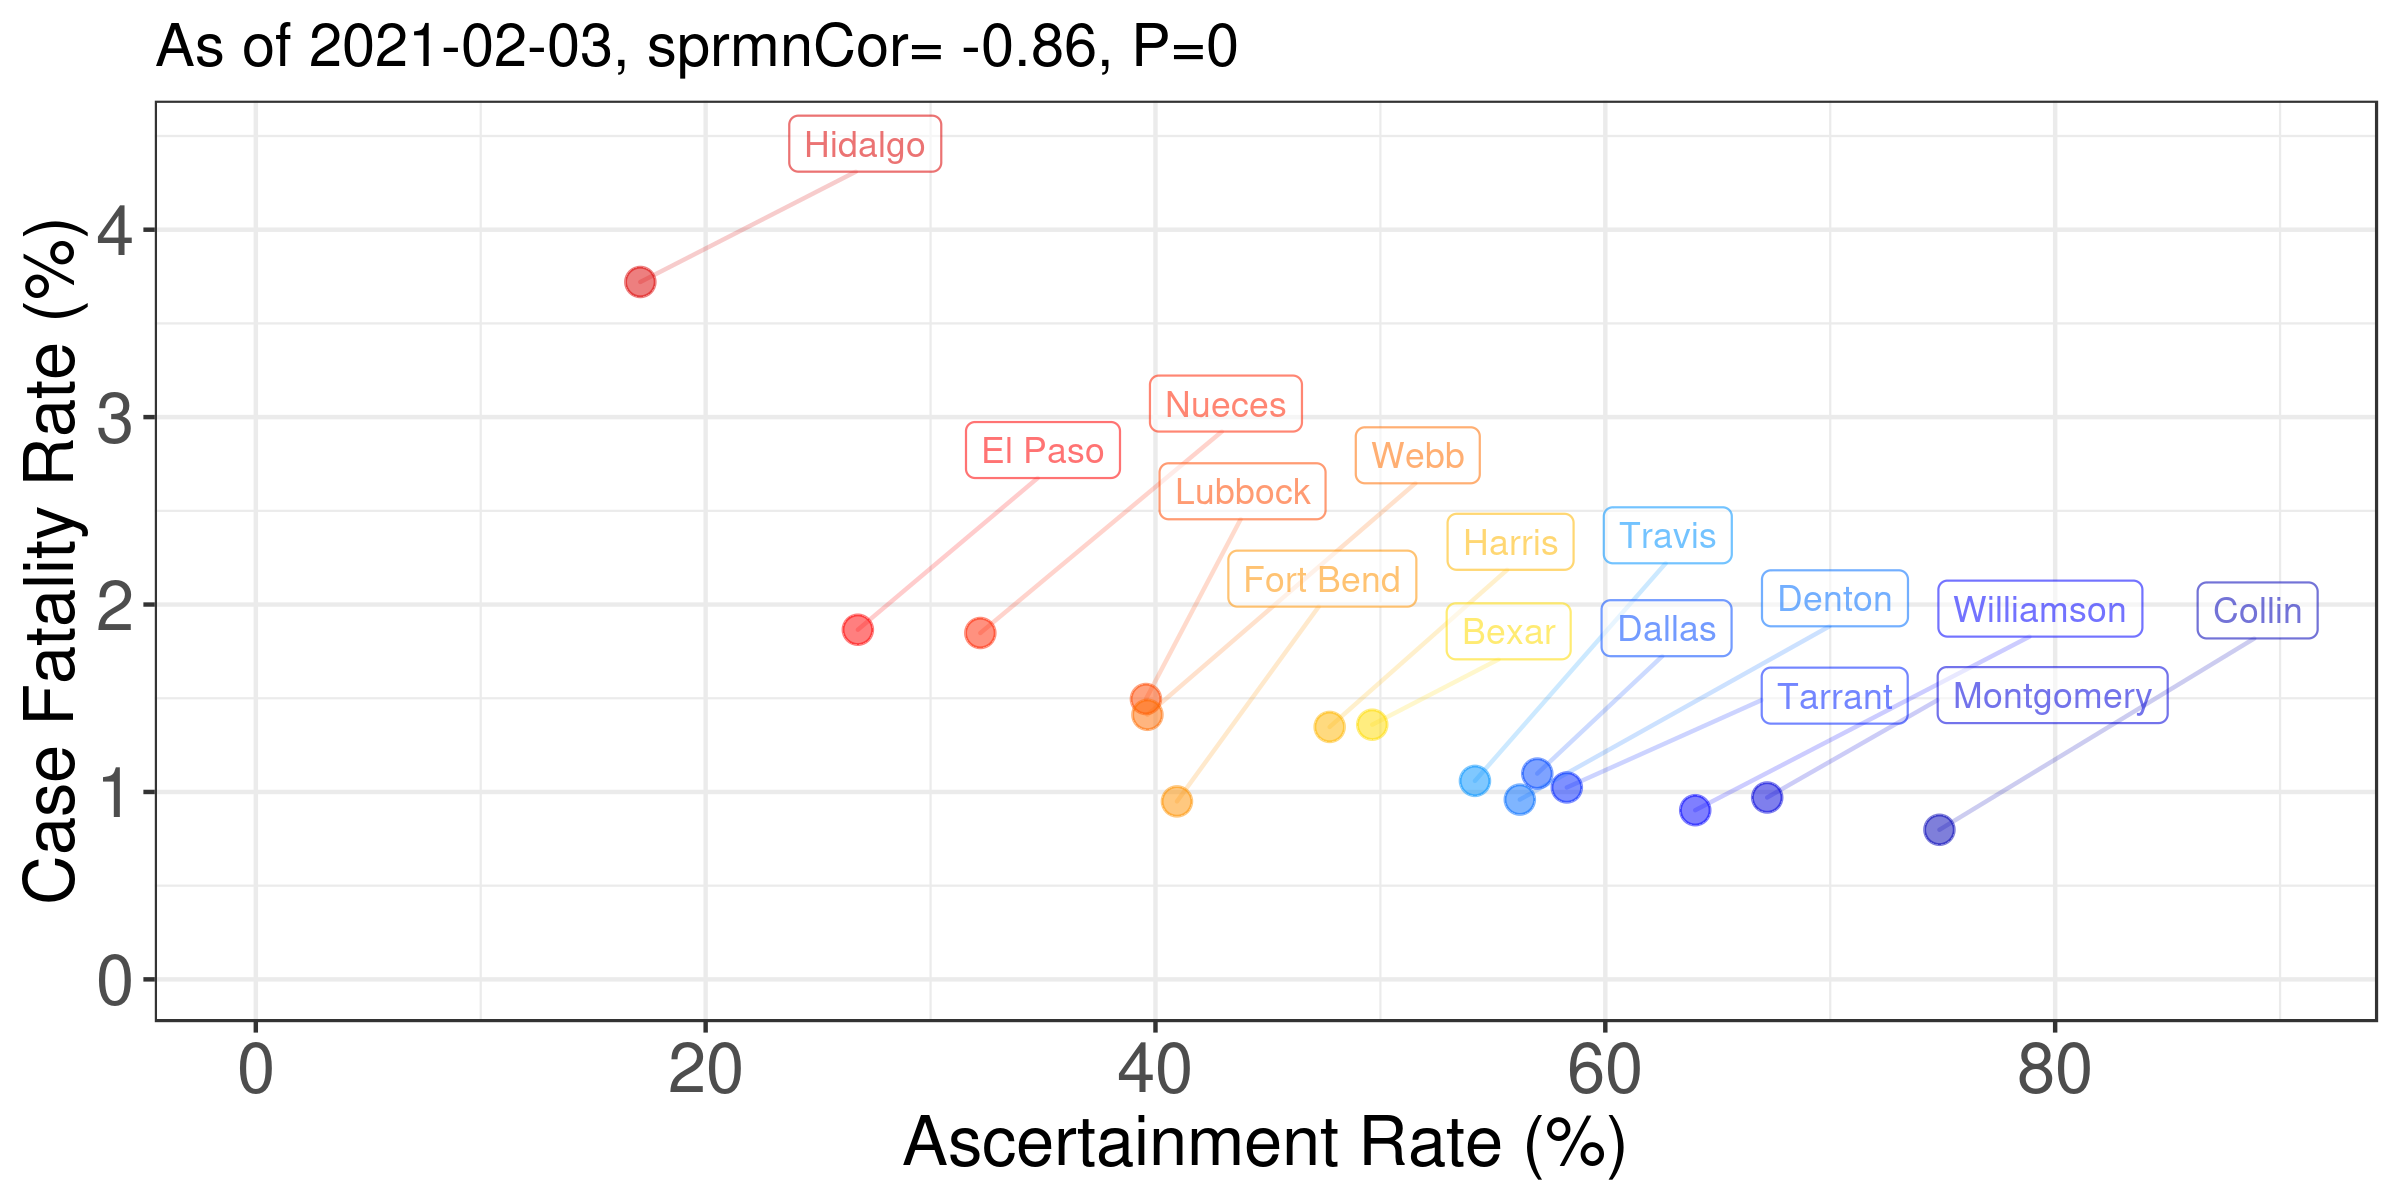 As of 2021-02-03, sprmnCor= -0.86, P=0
Case Fatality Rate (%)
4
3
2
1
0
Hidalgo
Nueces
El Paso
Webb
Lubbock
Travis
Harris
Fort Bend
Denton
Williamson
Collin
Dallas
Bexar
Montgomery
Tarrant
0 20 40 60 80
Ascertainment Rate (%)